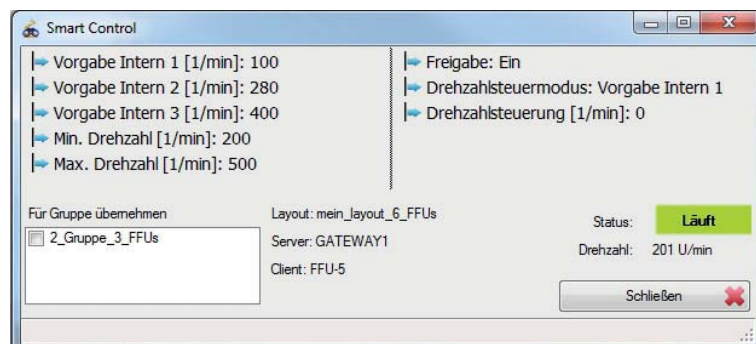 Smart Control
Vorgabe Intern 1 [1/min]: 100
Vorgabe Intern 2 [1/min]: 280
Vorgabe Intern 3 [1/min]: 400
Min. Drehzahl [1/min]: 200
Max. Drehzahl [1/min]: 500
Freigabe: Ein
Drehzahlsteuermodus: Vorgabe Intern 1
Drehzahlsteuerung [1/min]: 0
Für Gruppe übernehmen
2_Gruppe_3_FFUs
Layout: mein_layout_6_FFUs
Server: GATEWAY1
Client: FFU-5
Status: Läuft
Drehzahl: 201 U/min
Schließen